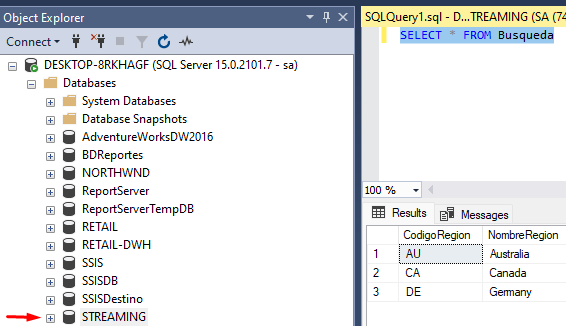 Object Explorer
Connect
DESKTOP-8RKHAGF (SQL Server 15.0.2101.7 - sa)
Databases
System Databases
Database Snapshots
AdventureWorksDW2016
BDReportes
NORTHWND
ReportServer
ReportServerTempDB
RETAIL
RETAIL-DWH
SSIS
SSISDB
SSISDestino
STREAMING
SQLQuery1.sql - D...TREAMING (SA (74
SELECT * FROM Busqueda
100 %
Results Messages
CodigoRegion NombreRegion
1 AU Australia
2 CA Canada
3 DE Germany